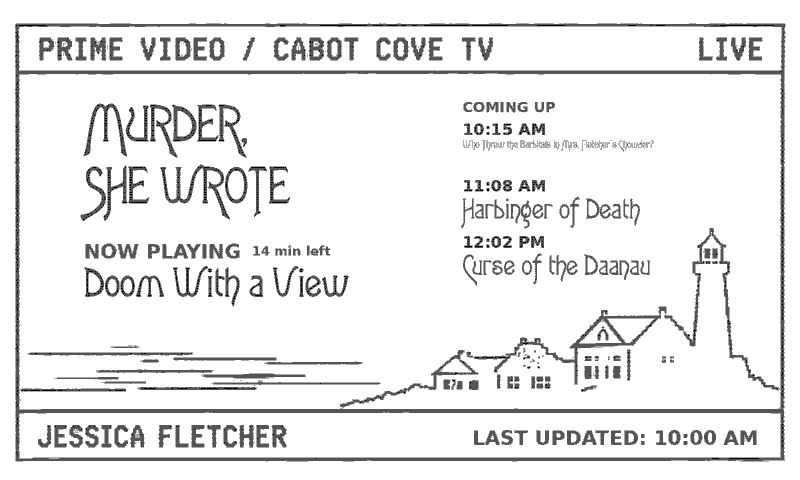 PRIME VIDEO / CABOT COVE TV
LIVE
MURDER,
SHE WROTE
NOW PLAYING 14 min left
Doom With a View
COMING UP
10:15 AM
Who Threw the Barbitals in Mrs. Fletcher's Chowder?
11:08 AM
Harbinger of Death
12:02 PM
Curse of the Daanau
JESSICA FLETCHER
LAST UPDATED: 10:00 AM